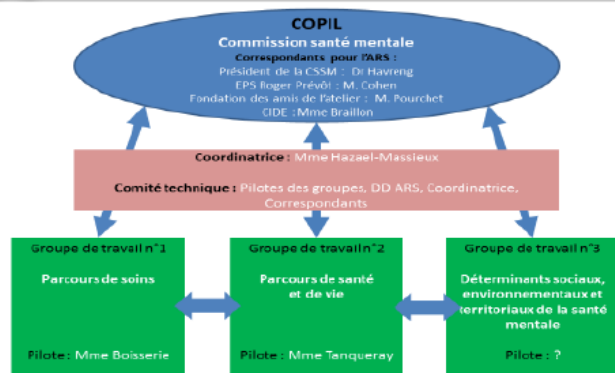 COPIL
Commission santé mentale
Correspondants pour l'ARS :
Président de la CSSM : Dr Havreng
EPS Roger Prévôt : M. Cohen
Fondation des amis de l'atelier : M. Pourchet
CIDE : Mme Braillon
Coordinatrice : Mme Hazael-Massieux
Comité technique : Pilotes des groupes, DD ARS, Coordinatrice,
Correspondants
Groupe de travail n°1
Parcours de soins
Pilote : Mme Boisserie
Groupe de travail n°2
Parcours de santé
et de vie
Pilote : Mme Tanqueray
Groupe de travail n°3
Déterminants sociaux,
environnementaux et
territoriaux de la santé
mentale
Pilote : ?